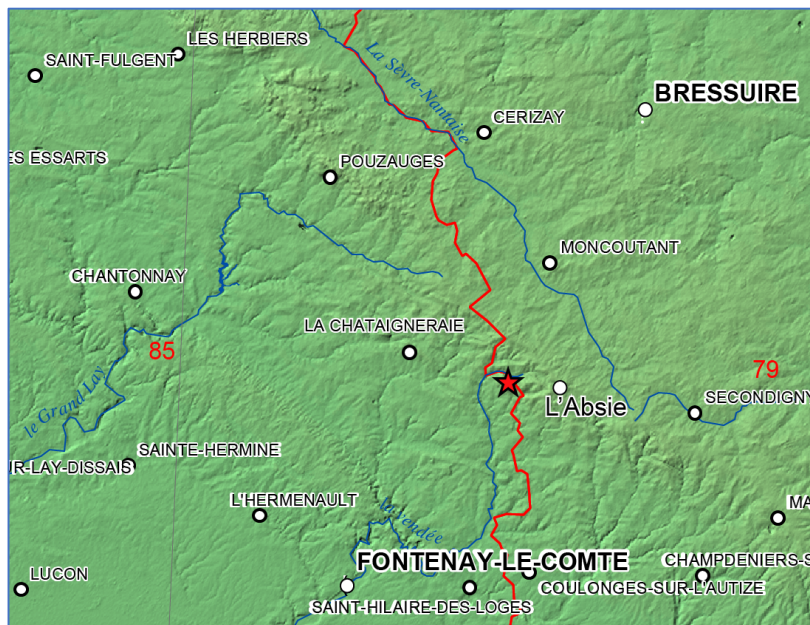 LES HERBIERS
SAINT-FULGENT
La Sèvre-Nantaise
BRESSUIRE
CERIZAY
ES ESSARTS
POUZAUGES
MONCOUTANT
CHANTONNAY
LA CHATAIGNERAIE
85
79
le Grand Lay
L'Absie
SECONDIGNY
SAINTE-HERMINE
IR-LAY-DISSAIS
L'HERMENAULT
la vendée
MA
FONTENAY-LE-COMTE
CHAMPDENIERS-S
LUCON
COULONGES-SUR-L'AUTIZE
SAINT-HILAIRE-DES-LOGES